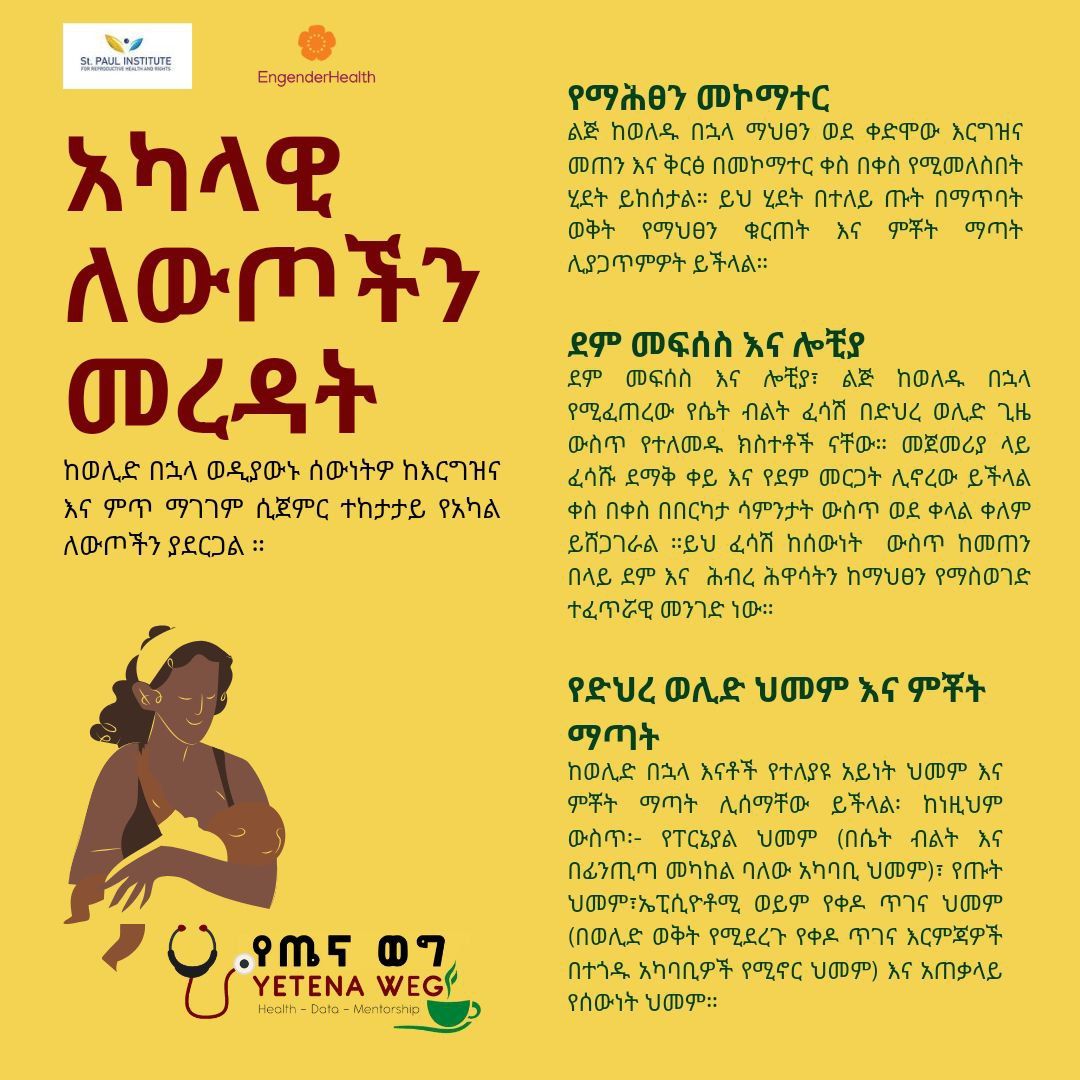 St. PAUL INSTITUTE
FOR REPRODUCTIVE HEALTH AND RIGHTS
EngenderHealth
አካላዊ
ለውጦችን
መረዳት
ከወሊድ በኋላ ወዲያውኑ ሰውነትዎ ከእርግዝና
እና ምጥ ማገገም ሲጀምር ተከታታይ የአካል
ለውጦችን ያደርጋል ።
የማሕፀን መኮማተር
ልጅ ከወለዱ በኋላ ማህፀን ወደ ቀድሞው እርግዝና
መጠን እና ቅርፅ በመኮማተር ቀስ በቀስ የሚመለስበት
ሂደት ይከሰታል። ይህ ሂደት በተለይ ጡት በማጥባት
ወቅት የማህፀን ቁርጠት እና ምቾት ማጣት
ሊያጋጥምዎት ይችላል።
ደም መፍሰስ እና ሎቺያ
ደም መፍሰስ እና ሎቺያ፣ ልጅ ከወለዱ በኋላ
የሚፈጠረው የሴት ብልት ፈሳሽ በድህረ ወሊድ ጊዜ
ውስጥ የተለመዱ ክስተቶች ናቸው። መጀመሪያ ላይ
ፈሳሹ ደማቅ ቀይ እና የደም መርጋት ሊኖረው ይችላል
ቀስ በቀስ በበርካታ ሳምንታት ውስጥ ወደ ቀላል ቀለም
ይሸጋገራል ።ይህ ፈሳሽ ከሰውነት ውስጥ ከመጠን
በላይ ደም እና ሕብረ ሕዋሳትን ከማህፀን የማስወገድ
ተፈጥሯዊ መንገድ ነው።
የድህረ ወሊድ ህመም እና ምቾት
ማጣት
ከወሊድ በኋላ እናቶች የተለያዩ አይነት ህመም እና
ምቾት ማጣት ሊሰማቸው ይችላል፡ ከነዚህም
ውስጥ፡- የፐርኔያል ህመም (በሴት ብልት እና
በፊንጢጣ መካከል ባለው አካባቢ ህመም)፣ የጡት
ህመም፣ኤፒሲዮቶሚ ወይም የቀዶ ጥገና ህመም
(በወሊድ ወቅት የሚደረጉ የቀዶ ጥገና እርምጃዎች
በተጎዱ አካባቢዎች የሚኖር ህመም) እና አጠቃላይ
የሰውነት ህመም።
የጤና ወግ
YETENA WEG
Health - Data - Mentorship